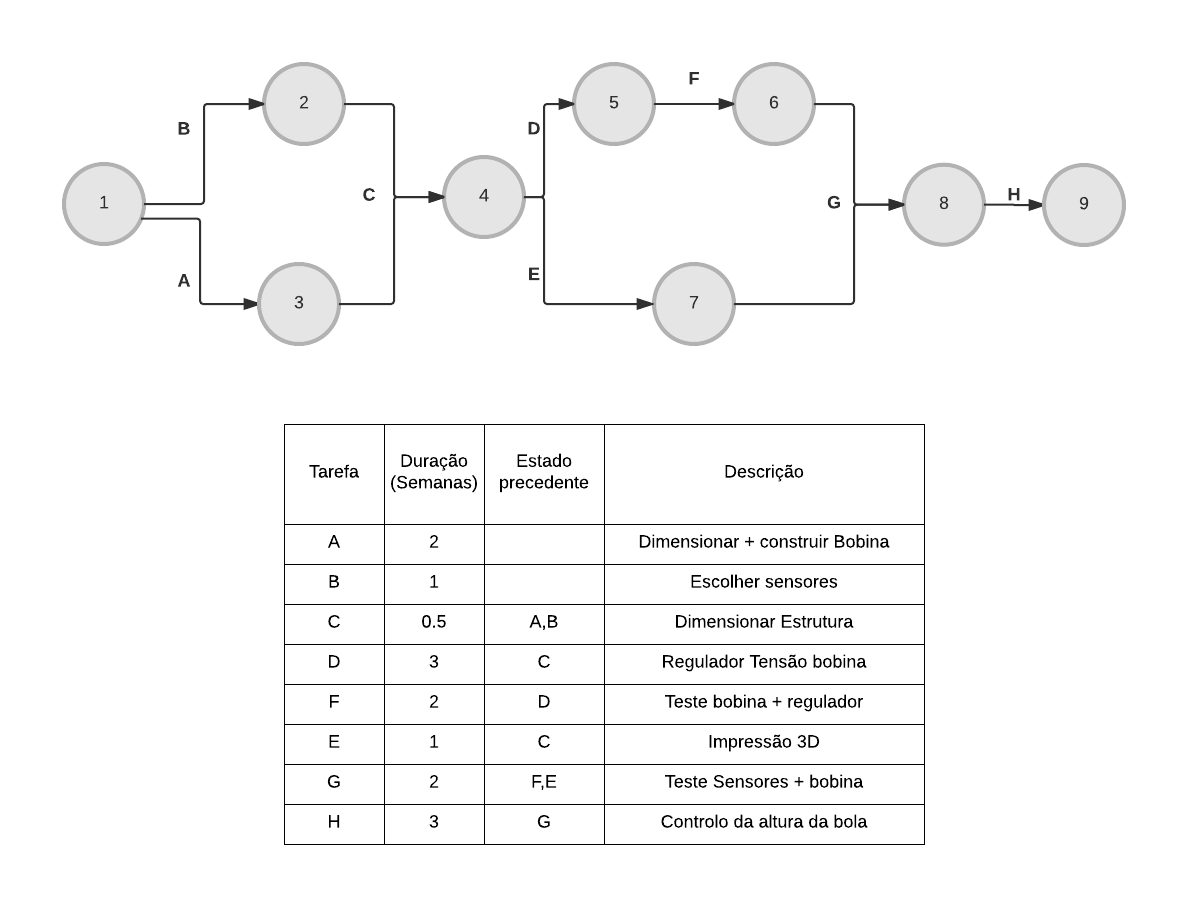 F
2
5
6
B
D
C
4
G
H
1
8
9
E
A
3
7
Tarefa
Duração
(Semanas)
Estado
precedente
Descrição
A 2 Dimensionar + construir Bobina
B 1 Escolher sensores
C 0.5 A,B Dimensionar Estrutura
D 3 C Regulador Tensão bobina
F 2 D Teste bobina + regulador
E 1 C Impressão 3D
G 2 F,E Teste Sensores + bobina
H 3 G Controlo da altura da bola